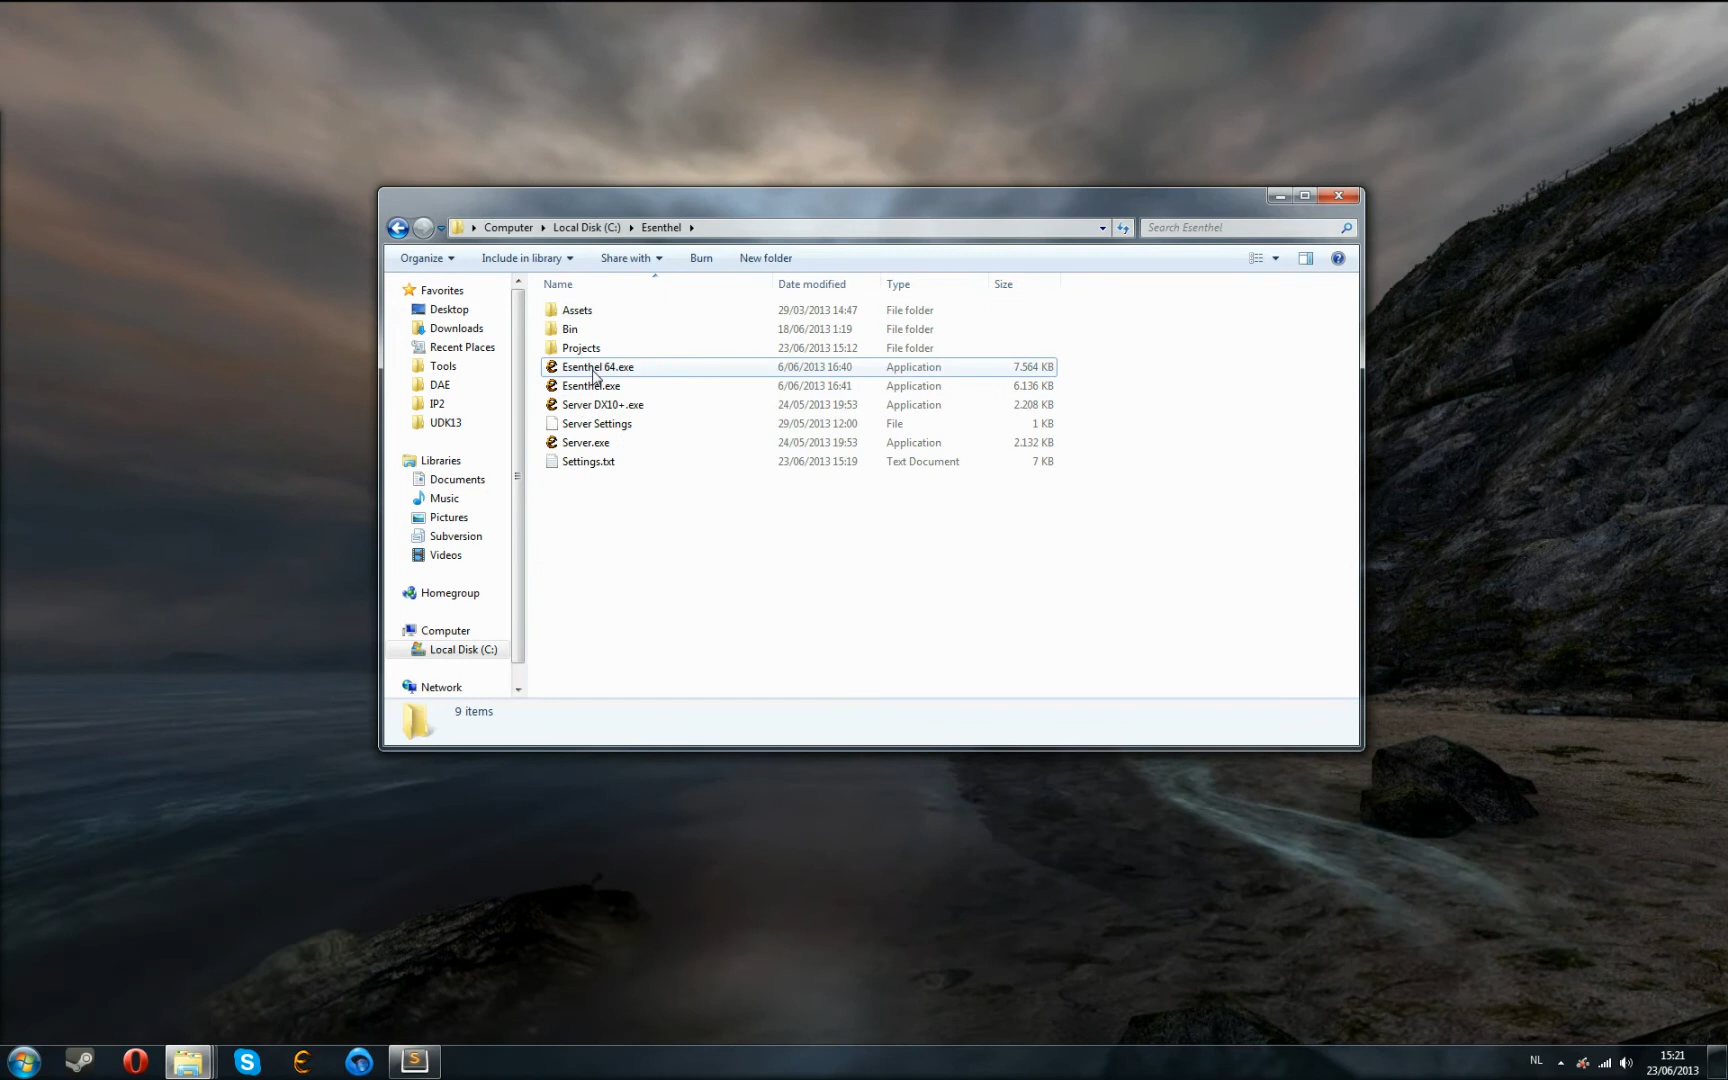 Computer Local Disk (C:) Esenthel
Search Esenthel
Organize Include in library Share with Burn New folder
Name Date modified Type Size
Favorites
Desktop
Downloads
Recent Places
Tools
DAE
IP2
UDK13
Libraries
Documents
Music
Pictures
Subversion
Videos
Homegroup
Computer
Local Disk (C:)
Network
Assets 29/03/2013 14:47 File folder
Bin 18/06/2013 1:19 File folder
Projects 23/06/2013 15:12 File folder
Esenthel 64.exe 6/06/2013 16:40 Application 7.564 KB
Esenthel.exe 6/06/2013 16:41 Application 6.136 KB
Server DX10+.exe 24/05/2013 19:53 Application 2.208 KB
Server Settings 29/05/2013 12:00 File 1 KB
Server.exe 24/05/2013 19:53 Application 2.132 KB
Settings.txt 23/06/2013 15:19 Text Document 7 KB
9 items
NL
15:21
23/06/2013